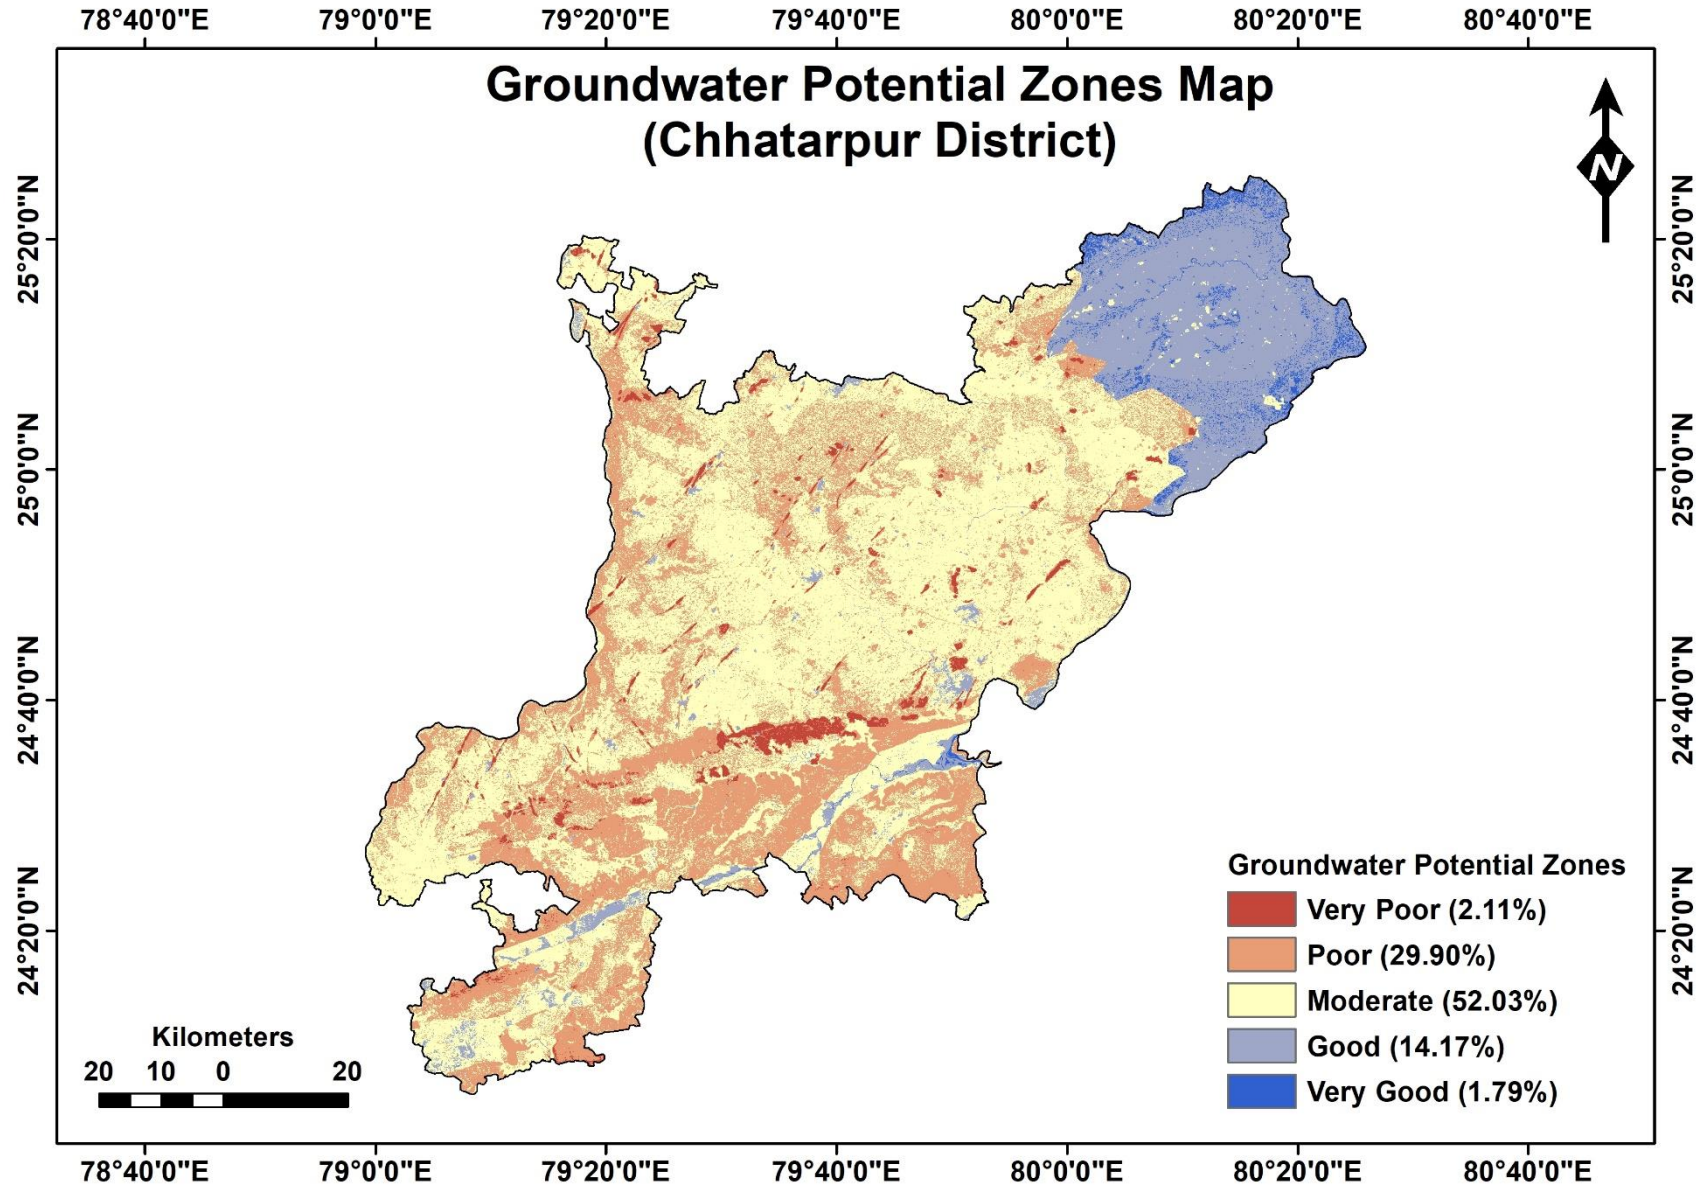 78°40'0"E 79°0'0"E 79°20'0"E 79°40'0"E 80°0'0"E 80°20'0"E 80°40'0"E
Groundwater Potential Zones Map
(Chhatarpur District)
N
25°20'0"N 25°20'0"N
25°0'0"N 25°0'0"N
24°40'0"N 24°40'0"N
24°20'0"N 24°20'0"N
Groundwater Potential Zones
Very Poor (2.11%)
Poor (29.90%)
Moderate (52.03%)
Good (14.17%)
Very Good (1.79%)
Kilometers
20 10 0 20
78°40'0"E 79°0'0"E 79°20'0"E 79°40'0"E 80°0'0"E 80°20'0"E 80°40'0"E